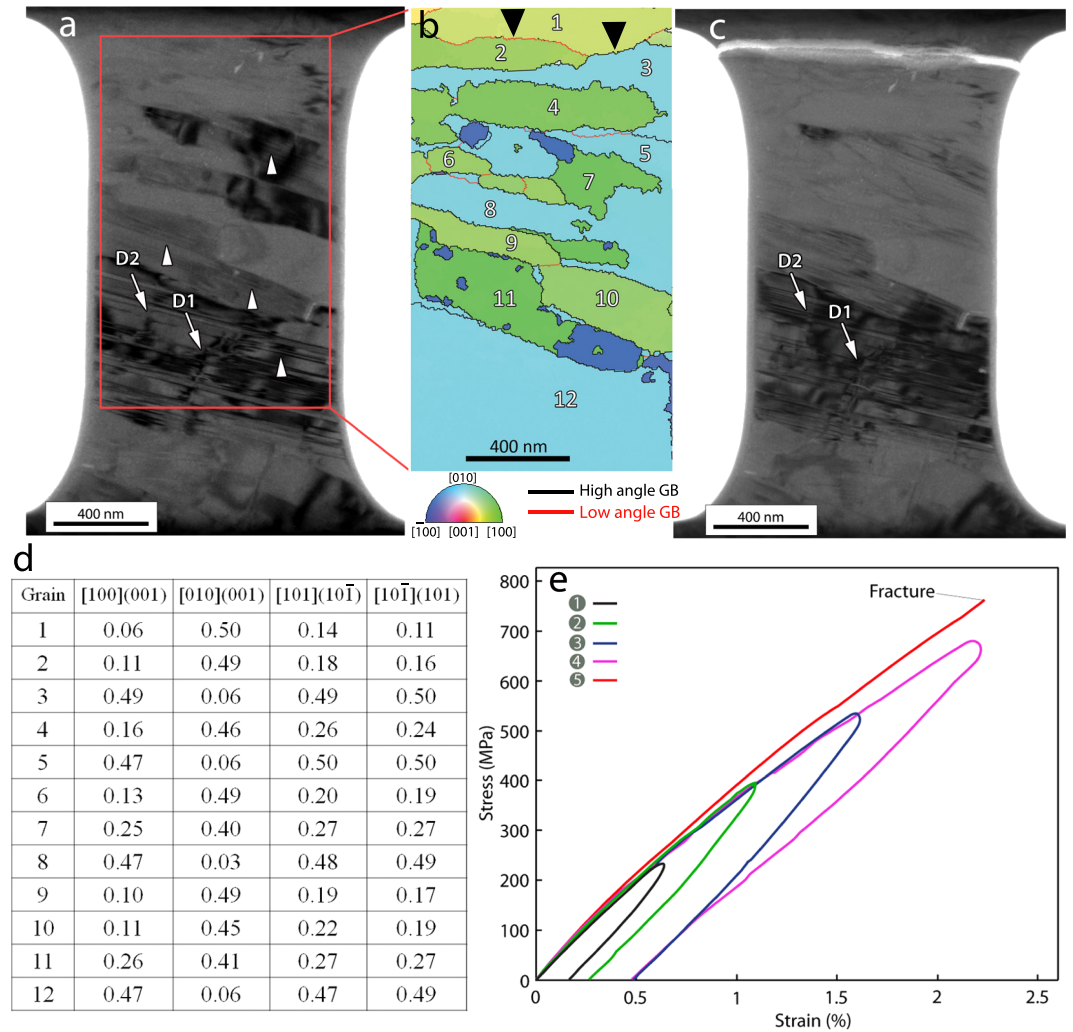 a
D2
D1
400 nm
b
1
2
3
4
5
6
7
8
9
10
11
12
400 nm
[010]
[1̄00] [001] [100]
High angle GB
Low angle GB
c
D2
D1
400 nm
d
Grain [100](001) [010](001) [101](101̄) [101̄](101)
1 0.06 0.50 0.14 0.11
2 0.11 0.49 0.18 0.16
3 0.49 0.06 0.49 0.50
4 0.16 0.46 0.26 0.24
5 0.47 0.06 0.50 0.50
6 0.13 0.49 0.20 0.19
7 0.25 0.40 0.27 0.27
8 0.47 0.03 0.48 0.49
9 0.10 0.49 0.19 0.17
10 0.11 0.45 0.22 0.19
11 0.26 0.41 0.27 0.27
12 0.47 0.06 0.47 0.49
e
Fracture
1
2
3
4
5
800
700
600
500
400
300
200
100
0
Stress (MPa)
0 0.5 1 1.5 2 2.5
Strain (%)